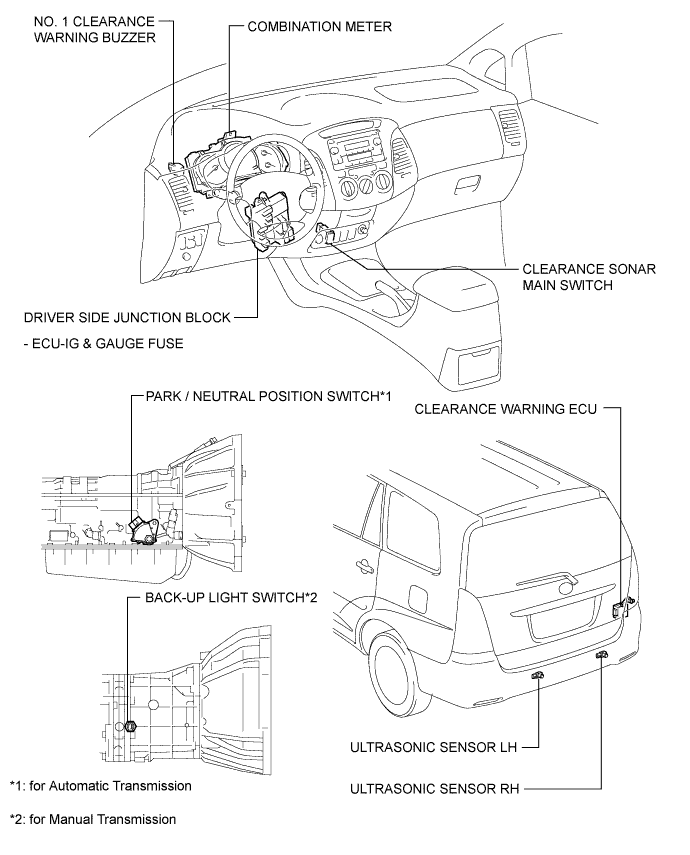 NO. 1 CLEARANCE
WARNING BUZZER
COMBINATION METER
CLEARANCE SONAR
MAIN SWITCH
DRIVER SIDE JUNCTION BLOCK
- ECU-IG & GAUGE FUSE
PARK / NEUTRAL POSITION SWITCH*1
CLEARANCE WARNING ECU
BACK-UP LIGHT SWITCH*2
ULTRASONIC SENSOR LH
ULTRASONIC SENSOR RH
*1: for Automatic Transmission
*2: for Manual Transmission